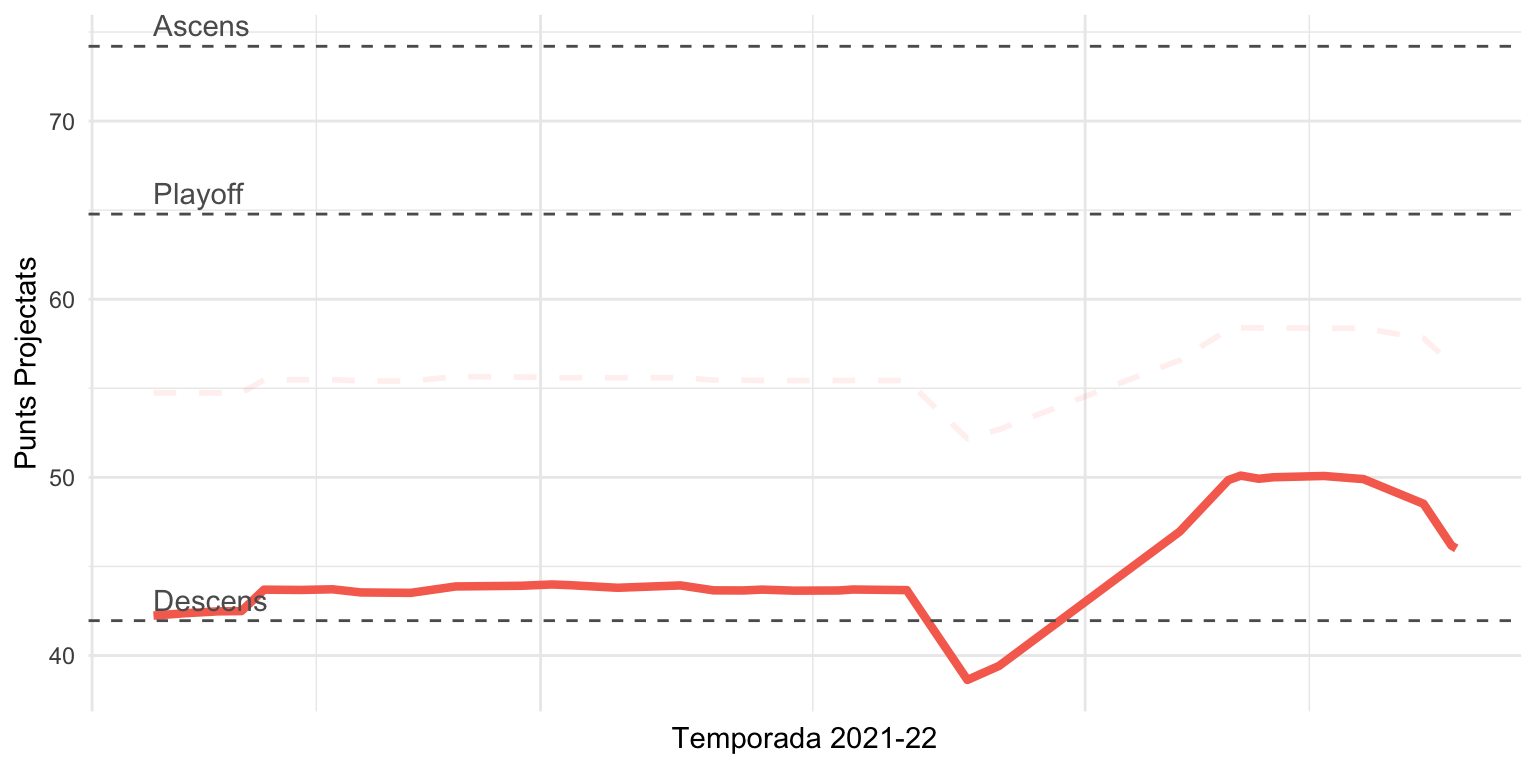 Ascens
70
Playoff
60
Punts Projectats
50
Descens
40
Temporada 2021-22